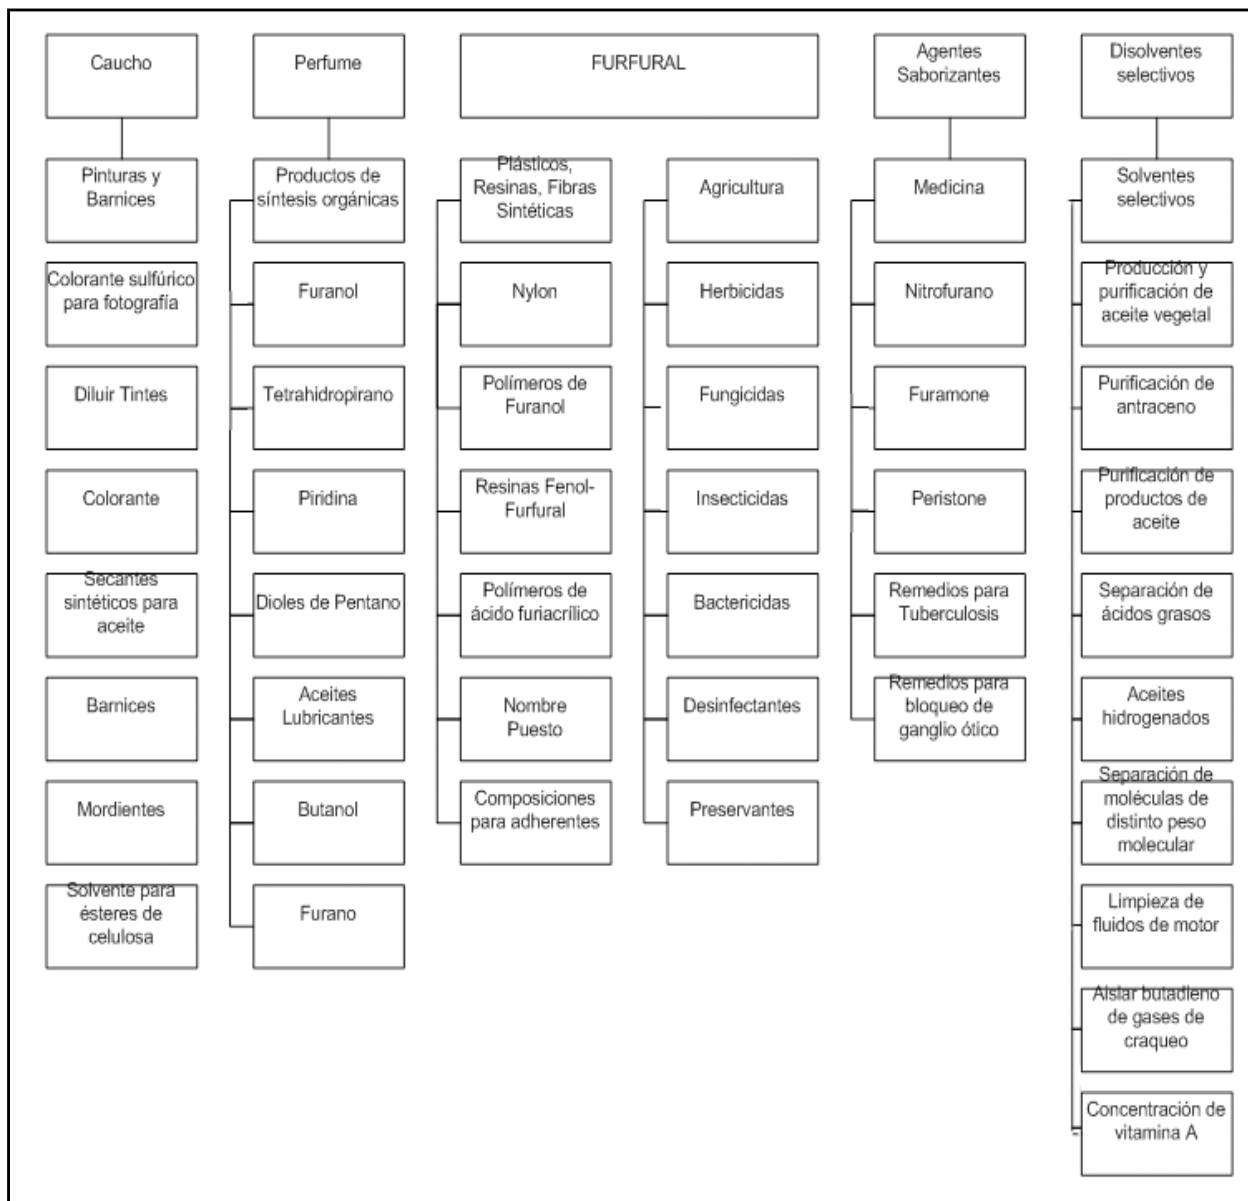 Caucho
Perfume
FURFURAL
Agentes
Saborizantes
Disolventes
selectivos
Pinturas y
Barnices
Productos de
síntesis orgánicas
Plásticos,
Resinas, Fibras
Sintéticas
Agricultura
Medicina
Solventes
selectivos
Colorante sulfúrico
para fotografía
Furanol
Nylon
Herbicidas
Nitrofurano
Producción y
purificación de
aceite vegetal
Diluir Tintes
Tetrahidropirano
Polímeros de
Furanol
Fungicidas
Furamone
Purificación de
antraceno
Colorante
Piridina
Resinas Fenol-
Furfural
Insecticidas
Peristone
Purificación de
productos de
aceite
Secantes
sintéticos para
aceite
Dioles de Pentano
Polímeros de
ácido furiacrílico
Bactericidas
Remedios para
Tuberculosis
Separación de
ácidos grasos
Barnices
Aceites
Lubricantes
Nombre
Puesto
Desinfectantes
Remedios para
bloqueo de
ganglio ótico
Aceites
hidrogenados
Mordientes
Butanol
Composiciones
para adherentes
Preservantes
Separación de
moléculas de
distinto peso
molecular
Solvente para
ésteres de
celulosa
Furano
Limpieza de
fluidos de motor
Aislar butadieno
de gases de
craqueo
Concentración de
vitamina A